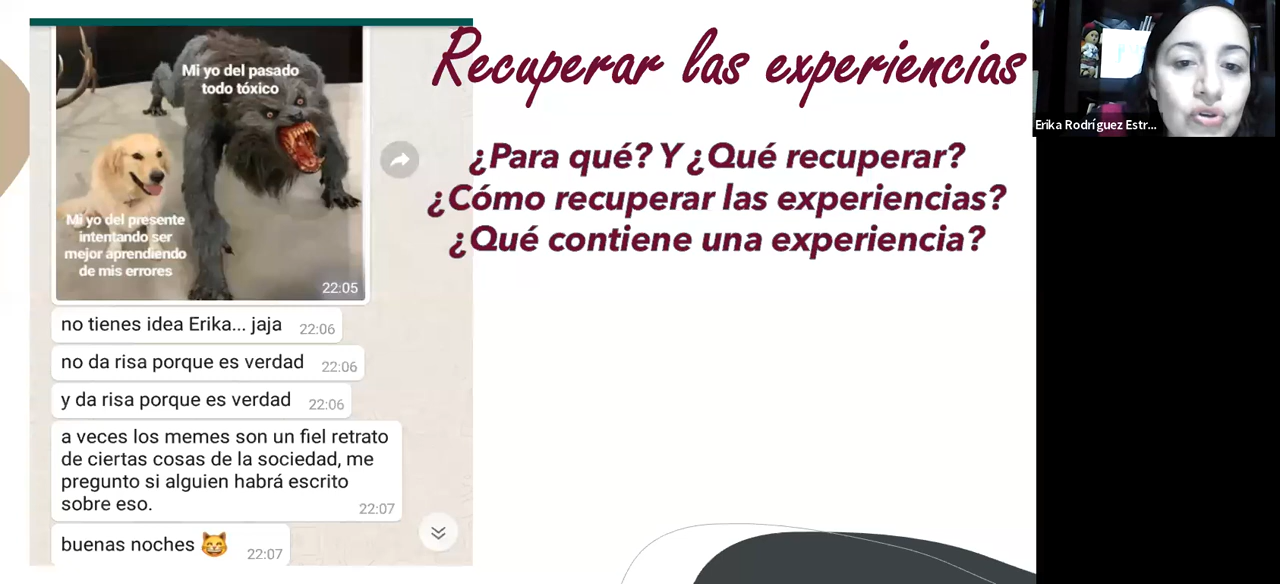 Mi yo del pasado
todo tóxico
Mi yo del presente
intentando ser
mejor aprendiendo
de mis errores
22:05
no tienes idea Erika... jaja 22:06
no da risa porque es verdad 22:06
y da risa porque es verdad 22:06
a veces los memes son un fiel retrato
de ciertas cosas de la sociedad, me
pregunto si alguien habrá escrito
sobre eso. 22:07
buenas noches 😸 22:07
Recuperar las experiencias
¿Para qué? Y ¿Qué recuperar?
¿Cómo recuperar las experiencias?
¿Qué contiene una experiencia?
Erika Rodríguez Estr...